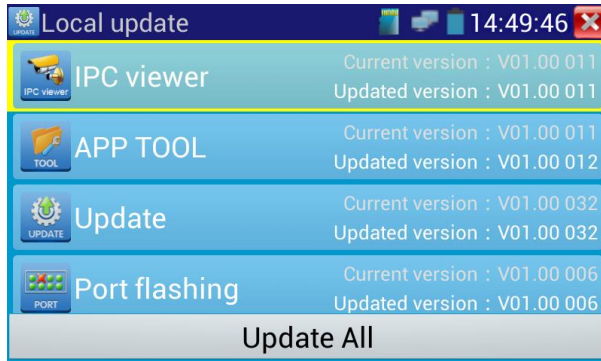 UPDATE
Local update
14:49:46
IPC viewer
IPC viewer
Current version : V01.00 011
Updated version : V01.00 011
TOOL
APP TOOL
Current version : V01.00 011
Updated version : V01.00 012
UPDATE
Update
Current version : V01.00 032
Updated version : V01.00 032
PORT
Port flashing
Current version : V01.00 006
Updated version : V01.00 006
Update All